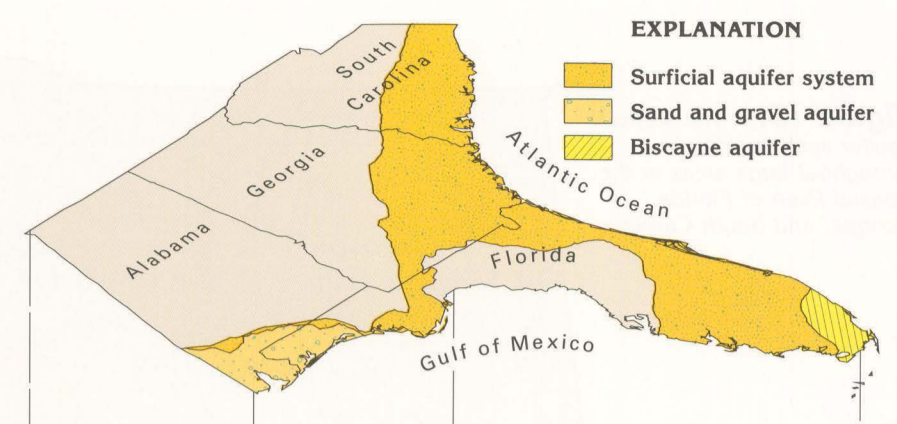 EXPLANATION
Surficial aquifer system
Sand and gravel aquifer
Biscayne aquifer
South
Carolina
Georgia
Alabama
Atlantic Ocean
Florida
Gulf of Mexico